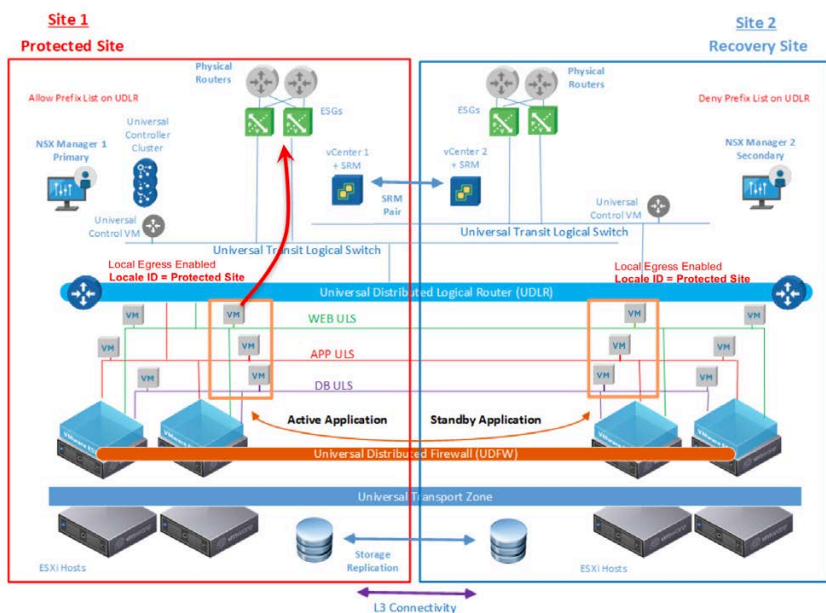 Site 1
Protected Site
Site 2
Recovery Site
Physical
Routers
Physical
Routers
Allow Prefix List on UDLR
ESGs
ESGs
Deny Prefix List on UDLR
NSX Manager 1
Primary
Universal
Controller
Cluster
vCenter 1
+ SRM
vCenter 2
+ SRM
NSX Manager 2
Secondary
SRM
Pair
Universal
Control VM
Universal
Control VM
Universal Transit Logical Switch
Universal Transit Logical Switch
Local Egress Enabled
Locale ID = Protected Site
Local Egress Enabled
Locale ID = Protected Site
Universal Distributed Logical Router (UDLR)
VM
VM
WEB ULS
VM
VM
VM
VM
APP ULS
VM
VM
VM
VM
DB ULS
VM
VM
Active Application
Standby Application
Universal Distributed Firewall (UDFW)
Universal Transport Zone
ESXi Hosts
Storage
Replication
ESXi Hosts
L3 Connectivity